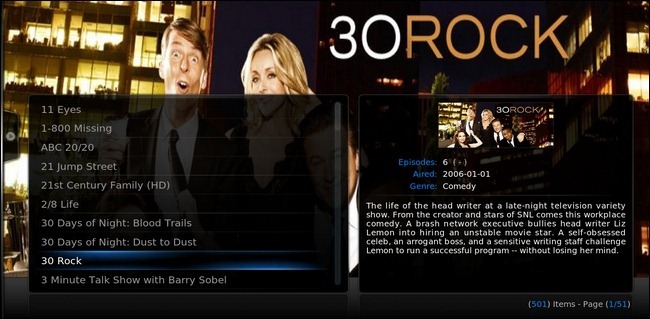 30ROCK
11 Eyes
1-800 Missing
ABC 20/20
21 Jump Street
21st Century Family (HD)
2/8 Life
30 Days of Night: Blood Trails
30 Days of Night: Dust to Dust
30 Rock
3 Minute Talk Show with Barry Sobel
30ROCK
Episodes: 6 ( - )
Aired: 2006-01-01
Genre: Comedy
The life of the head writer at a late-night television variety
show. From the creator and stars of SNL comes this workplace
comedy. A brash network executive bullies head writer Liz
Lemon into hiring an unstable movie star. A self-obsessed
celeb, an arrogant boss, and a sensitive writing staff challenge
Lemon to run a successful program -- without losing her mind.
(501) Items - Page (1/51)